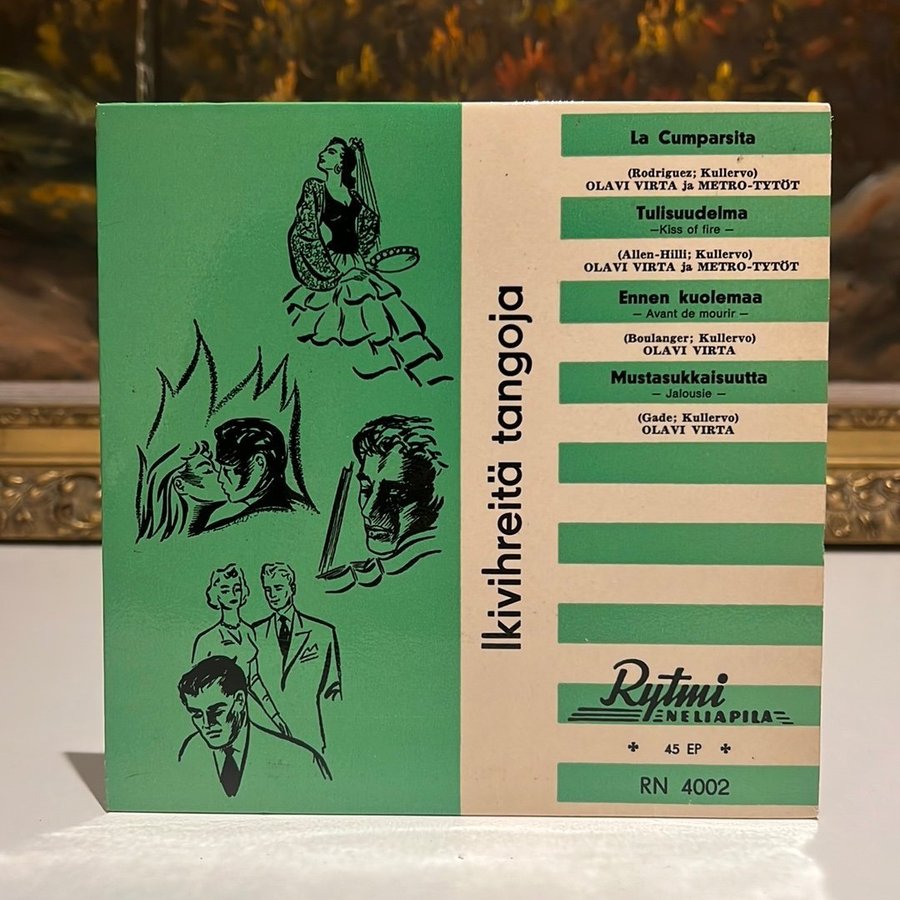 Ikivihreitä tangoja
La Cumparsita
(Rodriguez; Kullervo)
OLAVI VIRTA ja METRO-TYTÖT
Tulisuudelma
—Kiss of fire—
(Allen-Hilli; Kullervo)
OLAVI VIRTA ja METRO-TYTÖT
Ennen kuolemaa
— Avant de mourir —
(Boulanger; Kullervo)
OLAVI VIRTA
Mustasukkaisuutta
— Jalousie —
(Gade; Kullervo)
OLAVI VIRTA
Rytmi
NELIAPILA
45 EP
RN 4002